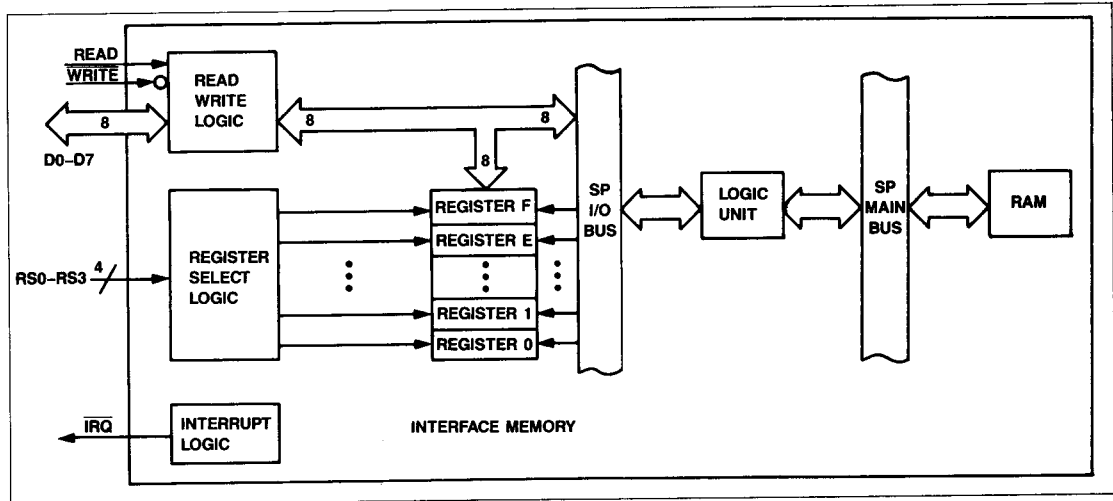 READ
WRITE
8
D0–D7
READ
WRITE
LOGIC
8
8
8
RS0–RS3
4
REGISTER
SELECT
LOGIC
REGISTER F
REGISTER E
REGISTER 1
REGISTER 0
SP
I/O
BUS
LOGIC
UNIT
SP
MAIN
BUS
RAM
IRQ
INTERRUPT
LOGIC
INTERFACE MEMORY